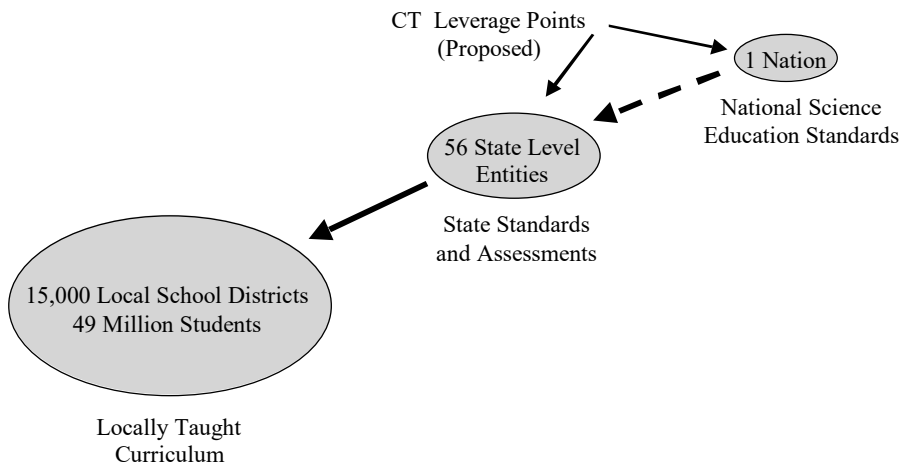 CT Leverage Points
(Proposed)
1 Nation
National Science
Education Standards
56 State Level
Entities
State Standards
and Assessments
15,000 Local School Districts
49 Million Students
Locally Taught
Curriculum